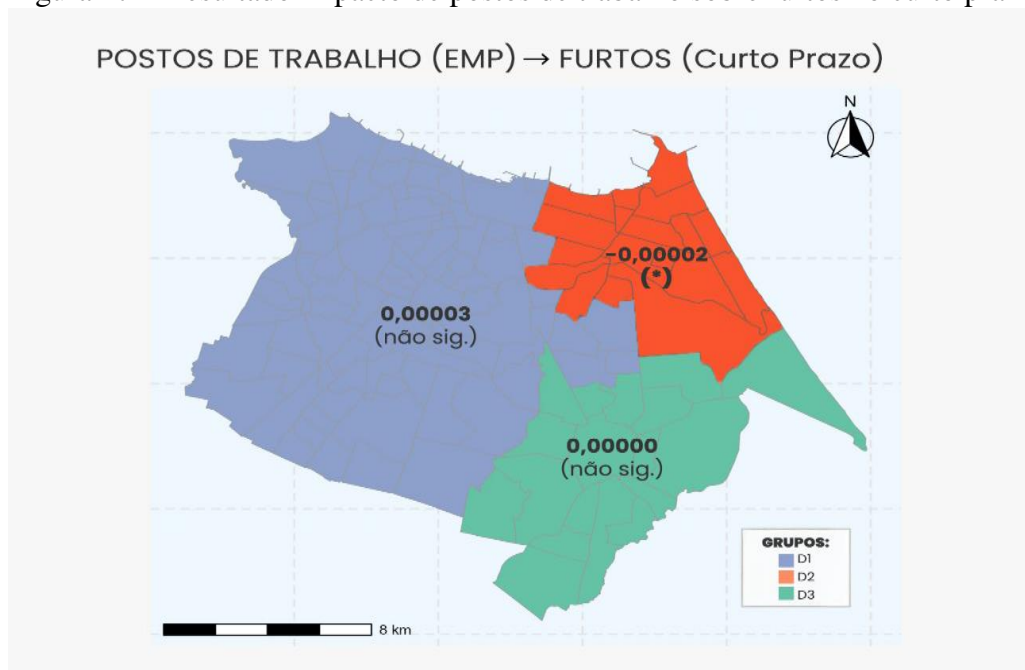 POSTOS DE TRABALHO (EMP) → FURTOS (Curto Prazo)
N
-0,00002
(*)
0,00003
(não sig.)
0,00000
(não sig.)
GRUPOS:
D1
D2
D3
8 km